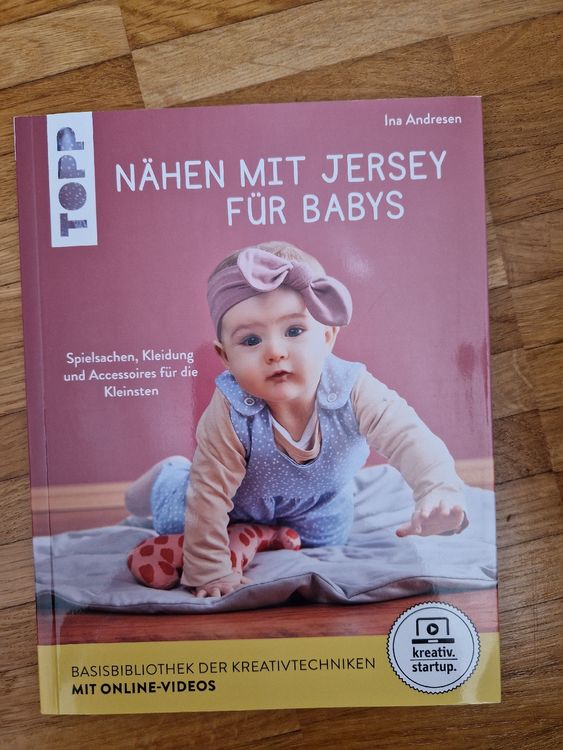 TOPP
Ina Andresen
NÄHEN MIT JERSEY
FÜR BABYS
Spielsachen, Kleidung
und Accessoires für die
Kleinsten
BASISBIBLIOTHEK DER KREATIVTECHNIKEN
MIT ONLINE-VIDEOS
kreativ.
startup.